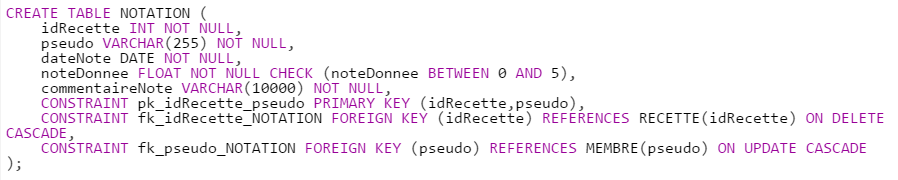 CREATE TABLE NOTATION (
    idRecette INT NOT NULL,
    pseudo VARCHAR(255) NOT NULL,
    dateNote DATE NOT NULL,
    noteDonnee FLOAT NOT NULL CHECK (noteDonnee BETWEEN 0 AND 5),
    commentaireNote VARCHAR(10000) NOT NULL,
    CONSTRAINT pk_idRecette_pseudo PRIMARY KEY (idRecette,pseudo),
    CONSTRAINT fk_idRecette_NOTATION FOREIGN KEY (idRecette) REFERENCES RECETTE(idRecette) ON DELETE
CASCADE,
    CONSTRAINT fk_pseudo_NOTATION FOREIGN KEY (pseudo) REFERENCES MEMBRE(pseudo) ON UPDATE CASCADE
);